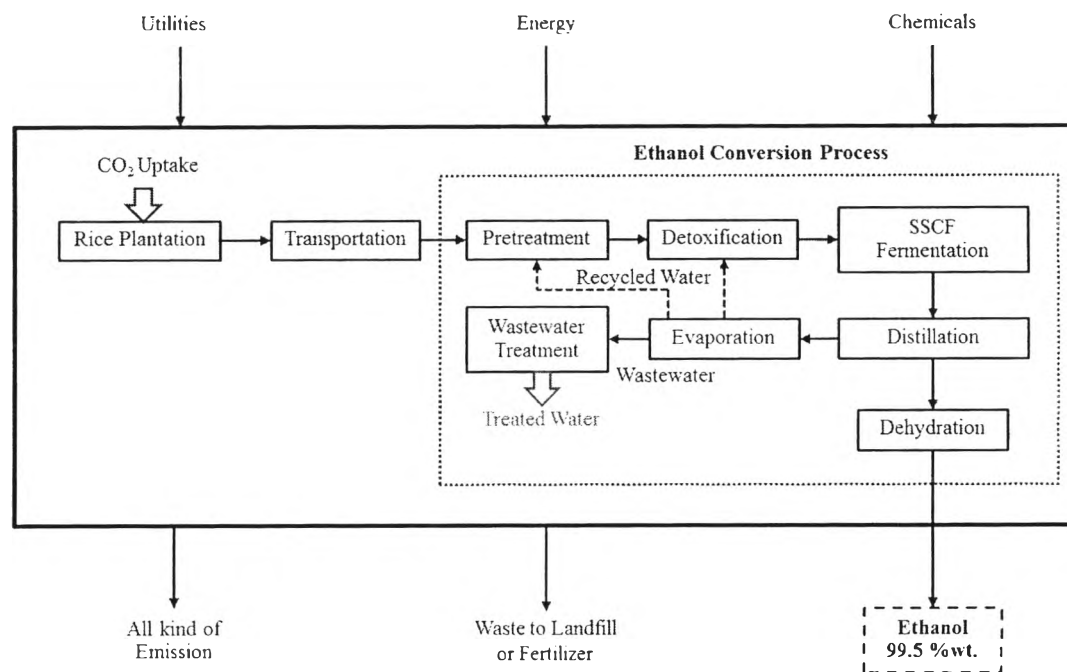 Utilities
Energy
Chemicals
Ethanol Conversion Process
CO₂ Uptake
Rice Plantation
Transportation
Pretreatment
Detoxification
SSCF
Fermentation
Recycled Water
Wastewater
Treatment
Evaporation
Distillation
Wastewater
Treated Water
Dehydration
All kind of
Emission
Waste to Landfill
or Fertilizer
Ethanol
99.5 %wt.